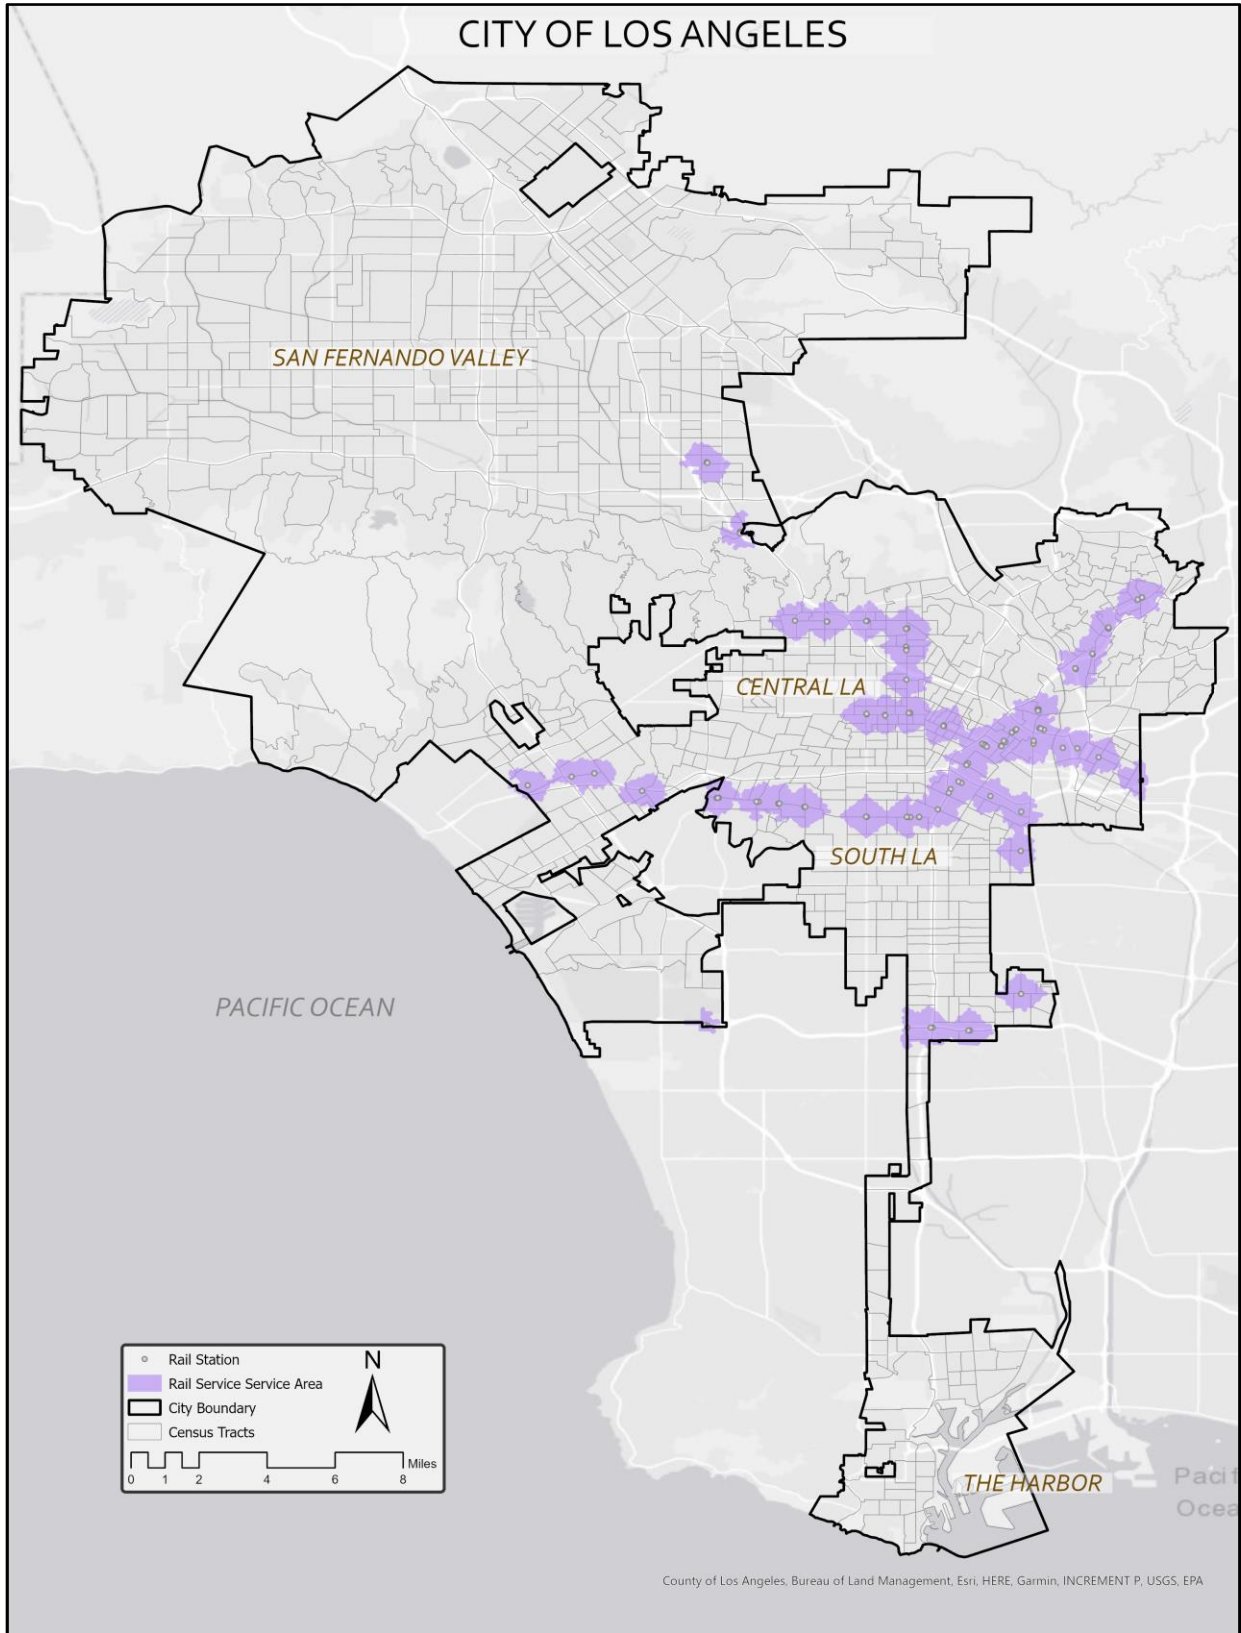 CITY OF LOS ANGELES
SAN FERNANDO VALLEY
CENTRAL LA
SOUTH LA
PACIFIC OCEAN
Rail Station
Rail Service Service Area
City Boundary
Census Tracts
N
Miles
0 1 2 4 6 8
THE HARBOR
Pacif
Ocea
County of Los Angeles, Bureau of Land Management, Esri, HERE, Garmin, INCREMENT P, USGS, EPA